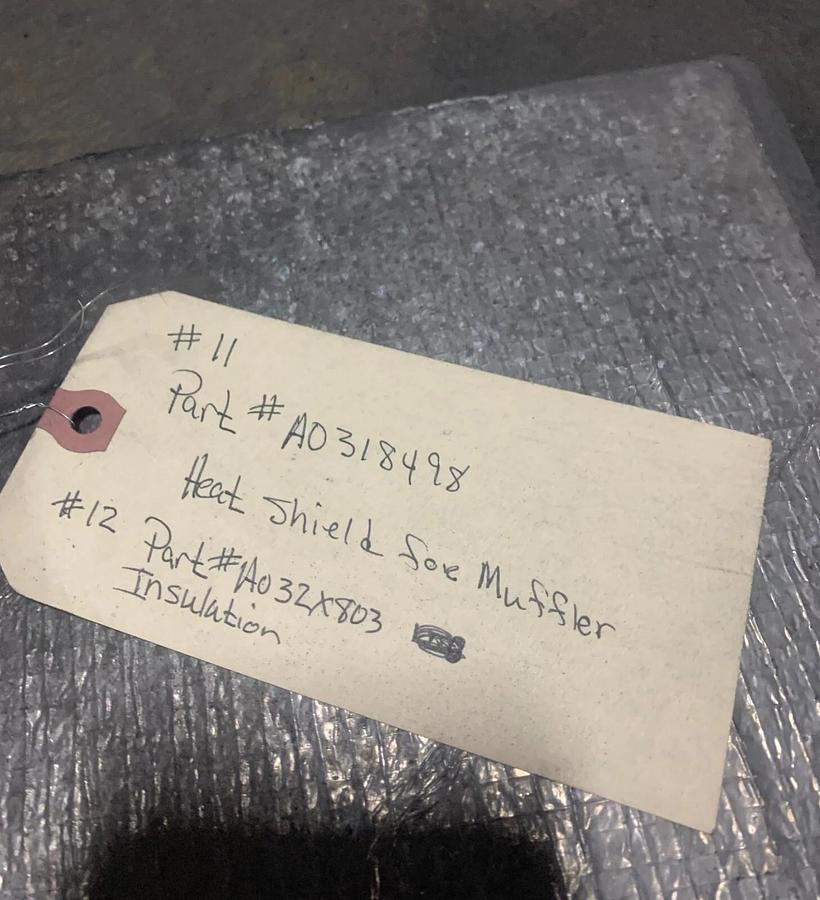 #11
Part # A0318498
Heat Shield for Muffler
#12 Part# A032X803
Insulation